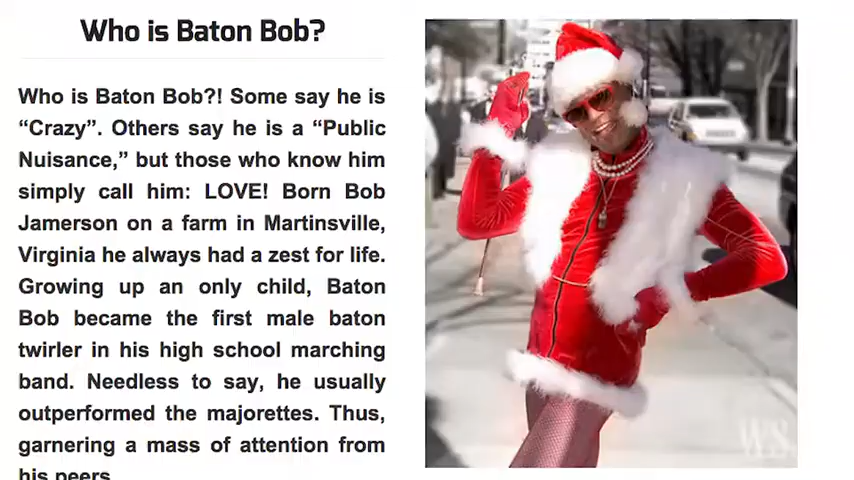 Who is Baton Bob?
Who is Baton Bob?! Some say he is
“Crazy”. Others say he is a “Public
Nuisance,” but those who know him
simply call him: LOVE! Born Bob
Jamerson on a farm in Martinsville,
Virginia he always had a zest for life.
Growing up an only child, Baton
Bob became the first male baton
twirler in his high school marching
band. Needless to say, he usually
outperformed the majorettes. Thus,
garnering a mass of attention from
his peers.
WS